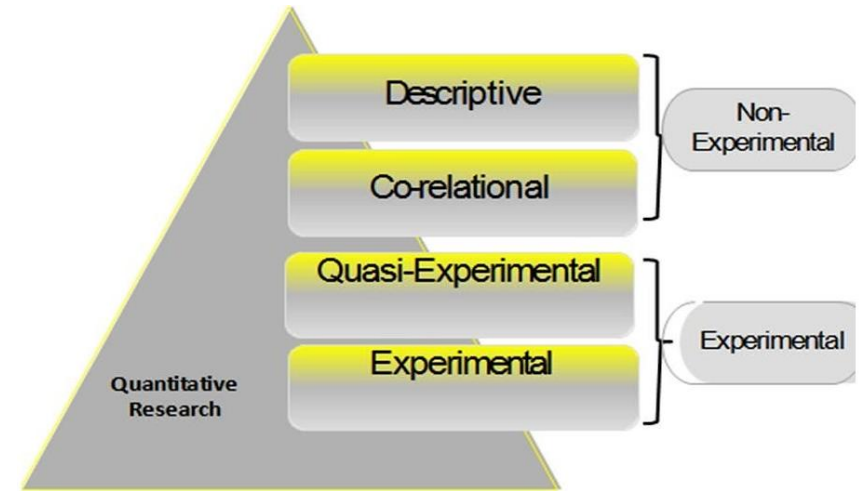 Descriptive
Non-
Experimental
Co-relational
Quasi-Experimental
Experimental
Experimental
Quantitative
Research